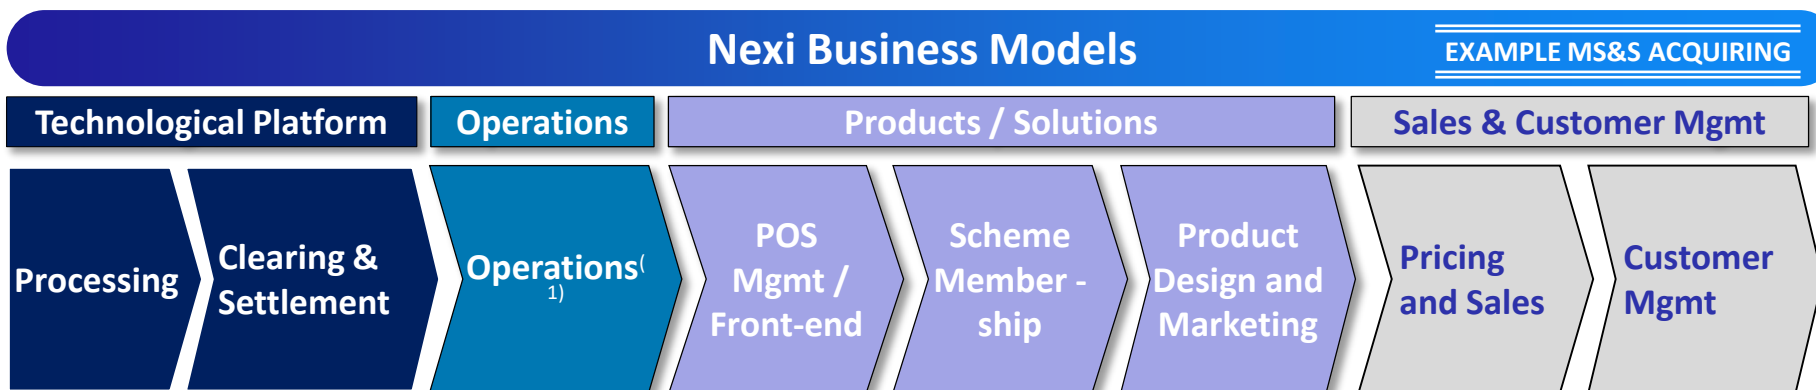 Nexi Business Models
EXAMPLE MS&S ACQUIRING
Technological Platform
Operations
Products / Solutions
Sales & Customer Mgmt
Processing
Clearing &
Settlement
Operations(
1)
POS
Mgmt /
Front-end
Scheme
Member -
ship
Product
Design and
Marketing
Pricing
and Sales
Customer
Mgmt